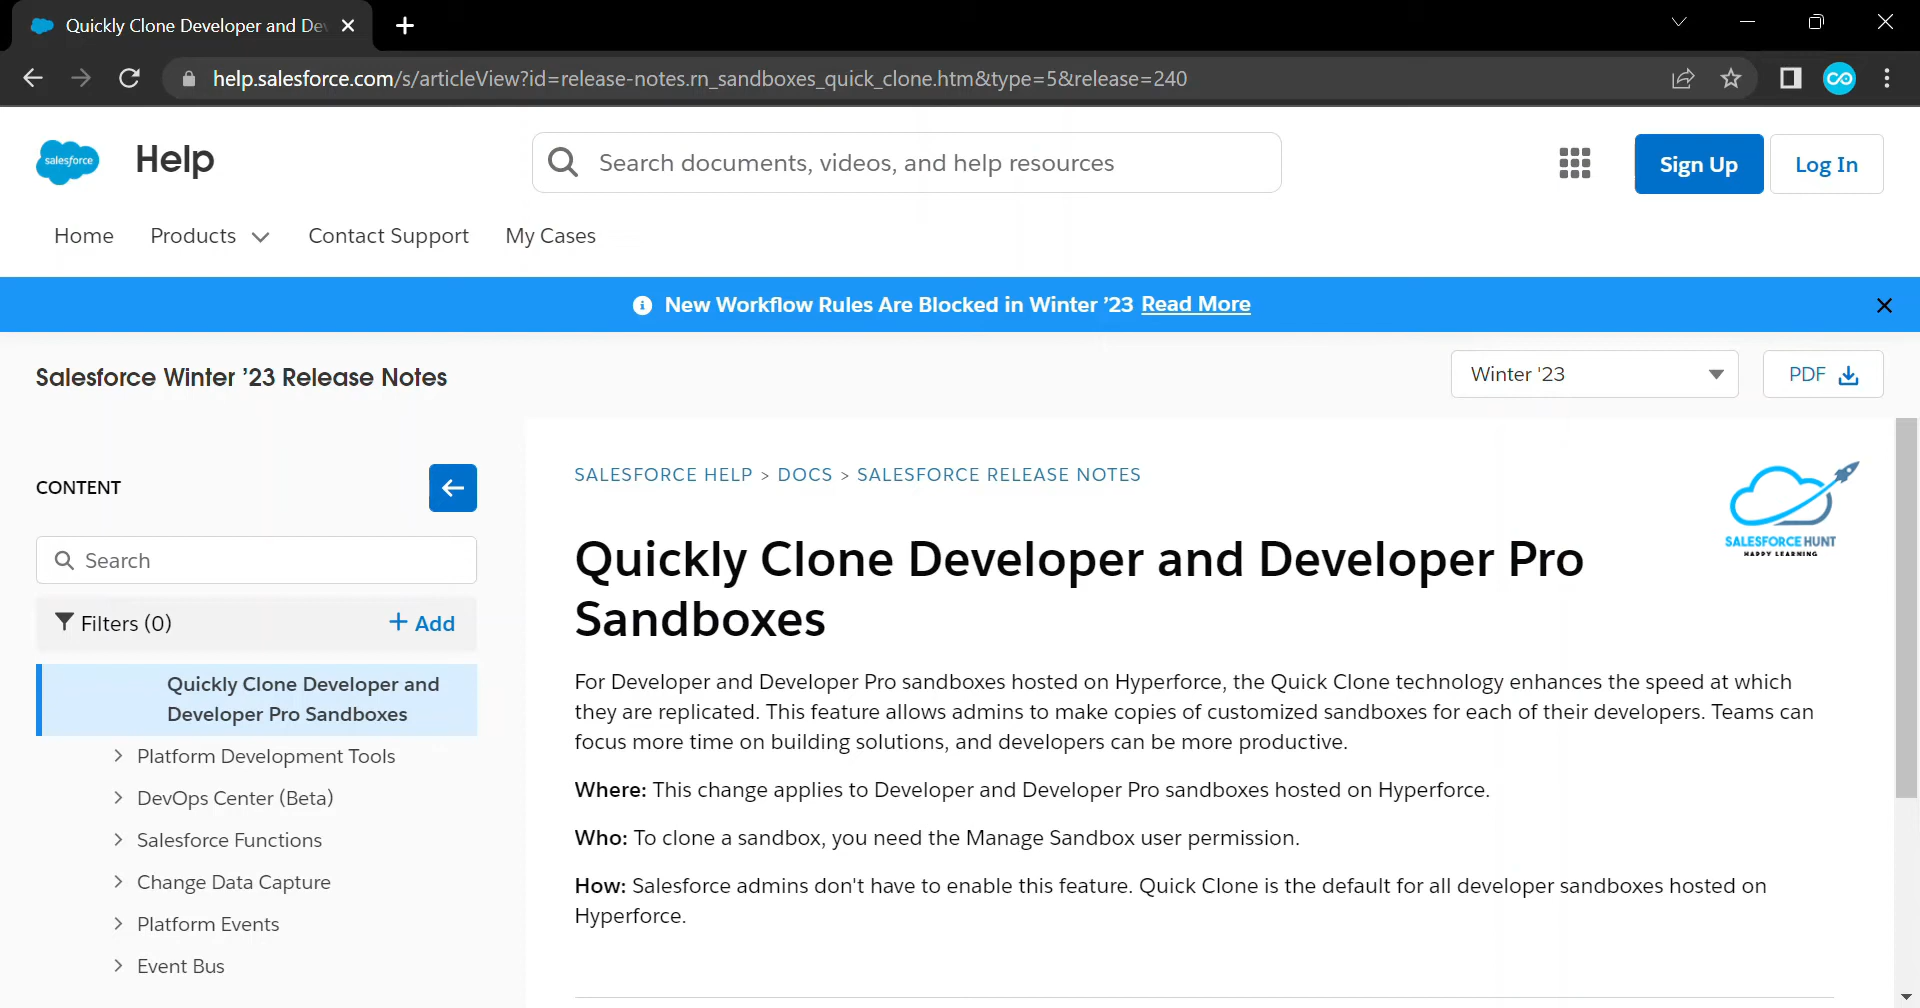 Quickly Clone Developer and De
help.salesforce.com/s/articleView?id=release-notes.rn_sandboxes_quick_clone.htm&type=5&release=240
salesforce
Help
Search documents, videos, and help resources
Sign Up
Log In
Home
Products
Contact Support
My Cases
New Workflow Rules Are Blocked in Winter ’23 Read More
Salesforce Winter ’23 Release Notes
Winter '23
PDF
CONTENT
Search
Filters (0)
+ Add
Quickly Clone Developer and
Developer Pro Sandboxes
Platform Development Tools
DevOps Center (Beta)
Salesforce Functions
Change Data Capture
Platform Events
Event Bus
SALESFORCE HELP > DOCS > SALESFORCE RELEASE NOTES
SALESFORCE HUNT
HAPPY LEARNING
Quickly Clone Developer and Developer Pro
Sandboxes
For Developer and Developer Pro sandboxes hosted on Hyperforce, the Quick Clone technology enhances the speed at which
they are replicated. This feature allows admins to make copies of customized sandboxes for each of their developers. Teams can
focus more time on building solutions, and developers can be more productive.
Where: This change applies to Developer and Developer Pro sandboxes hosted on Hyperforce.
Who: To clone a sandbox, you need the Manage Sandbox user permission.
How: Salesforce admins don't have to enable this feature. Quick Clone is the default for all developer sandboxes hosted on
Hyperforce.